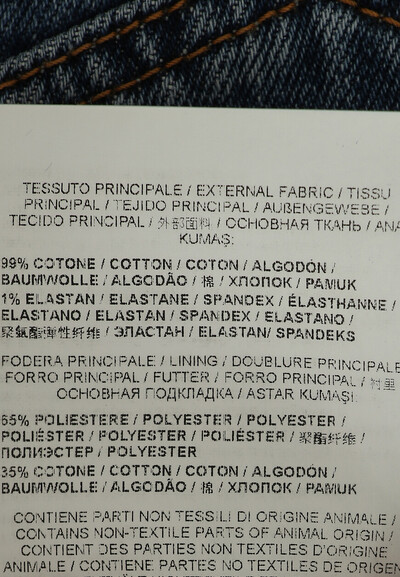 TESSUTO PRINCIPALE / EXTERNAL FABRIC / TISSU
PRINCIPAL / TEJIDO PRINCIPAL / AUßENGEWEBE /
TECIDO PRINCIPAL / 外部面料 / ОСНОВНАЯ ТКАНЬ / ANA
KUMAŞ:
99% COTONE / COTTON / COTON / ALGODÓN /
BAUMWOLLE / ALGODÃO / 棉 / ХЛОПОК / PAMUK
1% ELASTAN / ELASTANE / SPANDEX / ÉLASTHANNE /
ELASTANO / ELASTAN / SPANDEX / ELASTANO /
聚氨酯弹性纤维 / ЭЛАСТАН / ELASTAN/ SPANDEKS
FODERA PRINCIPALE / LINING / DOUBLURE PRINCIPALE
FORRO PRINCIPAL / FUTTER / FORRO PRINCIPAL / 衬里
ОСНОВНАЯ ПОДКЛАДКА / ASTAR KUMAŞI:
65% POLIESTERE / POLYESTER / POLYESTER /
POLIÉSTER / POLYESTER / POLIÉSTER / 聚酯纤维 /
ПОЛИЭСТЕР / POLYESTER
35% COTONE / COTTON / COTON / ALGODÓN /
BAUMWOLLE / ALGODÃO / 棉 / ХЛОПОК / PAMUK
CONTIENE PARTI NON TESSILI DI ORIGINE ANIMALE /
CONTAINS NON-TEXTILE PARTS OF ANIMAL ORIGIN /
CONTIENT DES PARTIES NON TEXTILES D'ORIGINE
ANIMALE / CONTIENE PARTES NO TEXTILES DE ORIGEN